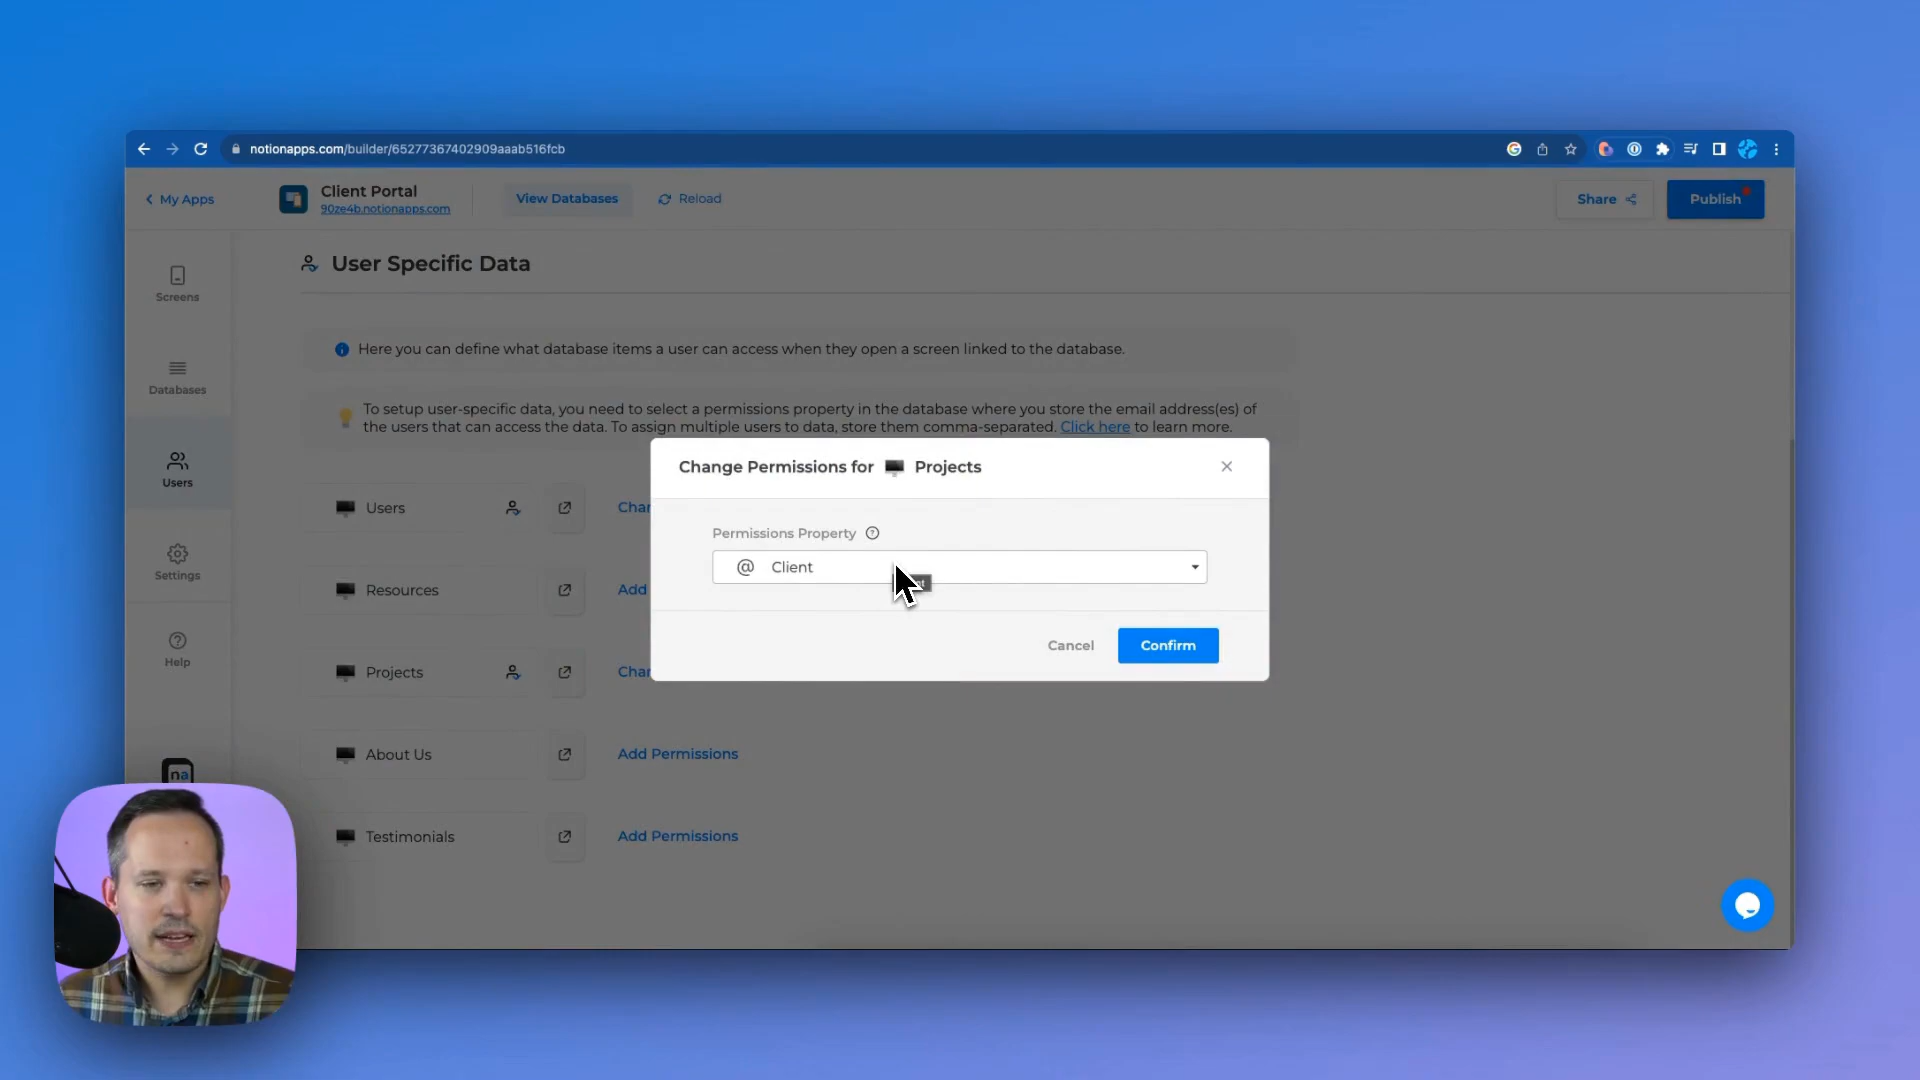 notionapps.com/builder/65277367402909aaab516fcb
My Apps
Client Portal
90ze4b.notionapps.com
View Databases
Reload
Share
Publish
Screens
Databases
Users
Settings
Help
na
User Specific Data
Here you can define what database items a user can access when they open a screen linked to the database.
To setup user-specific data, you need to select a permissions property in the database where you store the email address(es) of
the users that can access the data. To assign multiple users to data, store them comma-separated. Click here to learn more.
Users
Resources
Add
Projects
About Us
Add Permissions
Testimonials
Add Permissions
Change Permissions for Projects
Permissions Property
@ Client
Cancel
Confirm